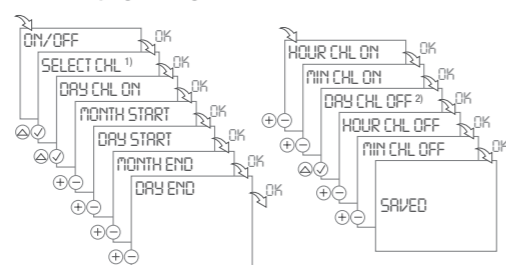 ON/OFF
OK
SELECT CHL 1)
OK
DAY CHL ON
OK
MONTH START
OK
DAY START
OK
MONTH END
OK
DAY END
OK
HOUR CHL ON
OK
MIN CHL ON
OK
DAY CHL OFF 2)
OK
HOUR CHL OFF
OK
MIN CHL OFF
OK
SAVED